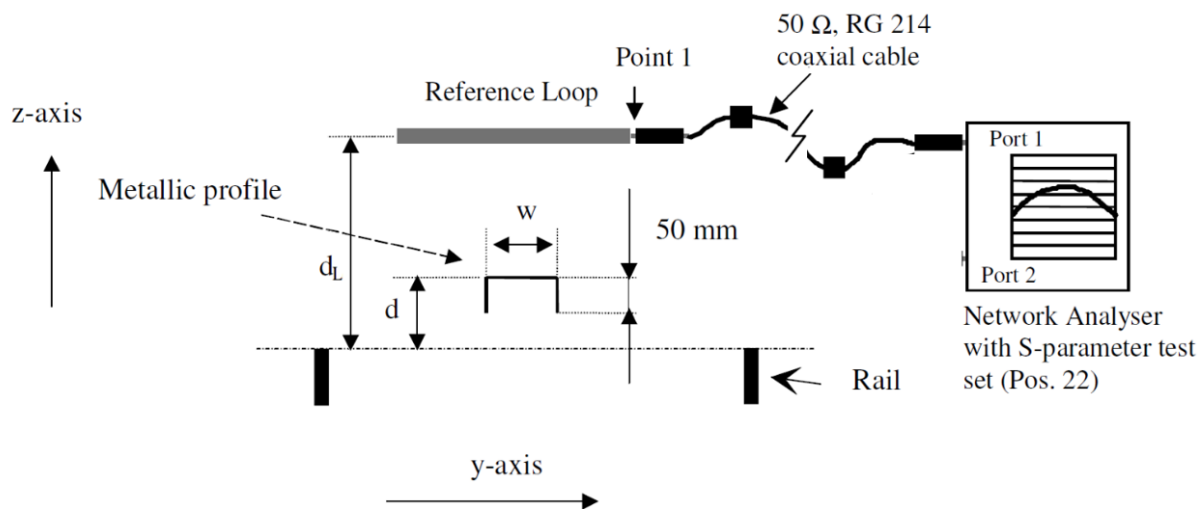 50 Ω, RG 214
coaxial cable
Point 1
Reference Loop
z-axis
Port 1
Metallic profile
w
50 mm
dL
d
Port 2
Network Analyser
with S-parameter test
set (Pos. 22)
Rail
y-axis